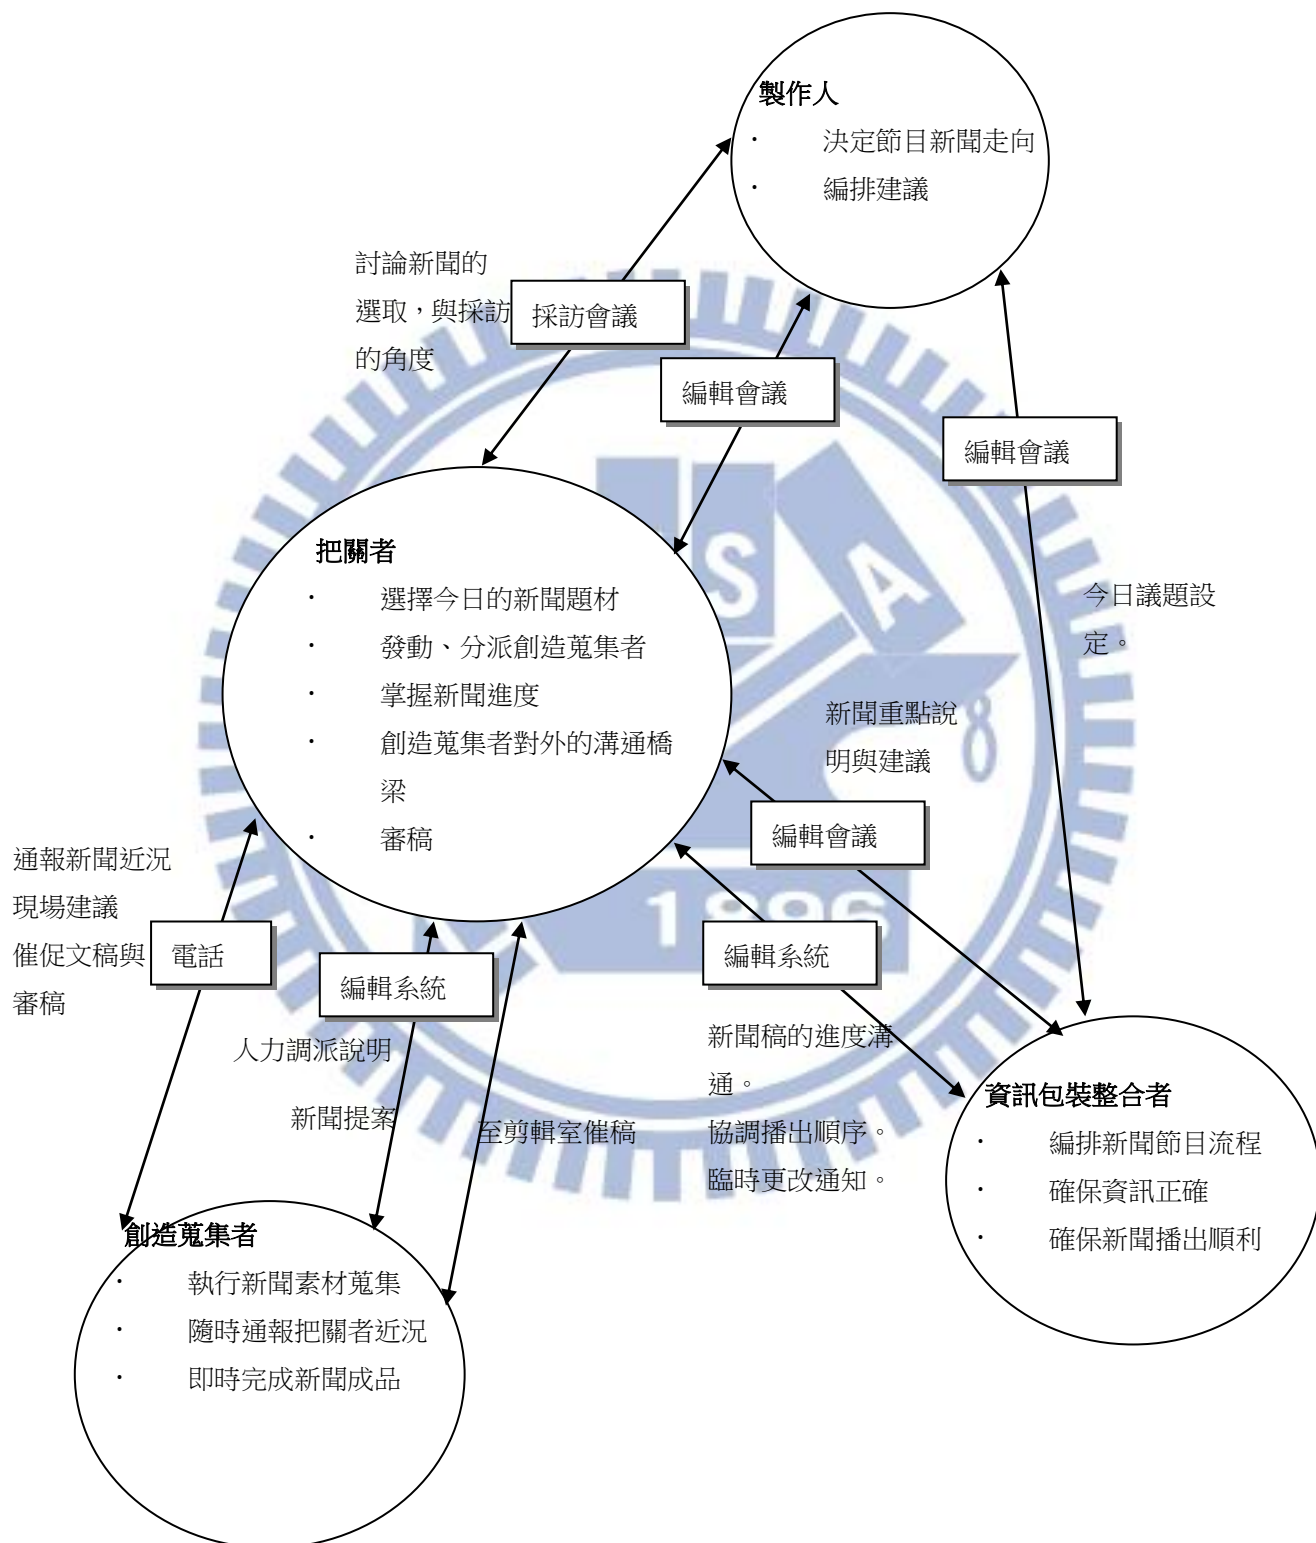 製作人
· 決定節目新聞走向
· 編排建議
討論新聞的
選取，與採訪
的角度
採訪會議
編輯會議
編輯會議
把關者
· 選擇今日的新聞題材
· 發動、分派創造蒐集者
· 掌握新聞進度
· 創造蒐集者對外的溝通橋
梁
· 審稿
今日議題設
定。
新聞重點說
明與建議
編輯會議
通報新聞近況
現場建議
催促文稿與
審稿
電話
編輯系統
編輯系統
人力調派說明
新聞提案
至剪輯室催稿
新聞稿的進度溝
通。
協調播出順序。
臨時更改通知。
資訊包裝整合者
· 編排新聞節目流程
· 確保資訊正確
· 確保新聞播出順利
創造蒐集者
· 執行新聞素材蒐集
· 隨時通報把關者近況
· 即時完成新聞成品
S
A
8
1896